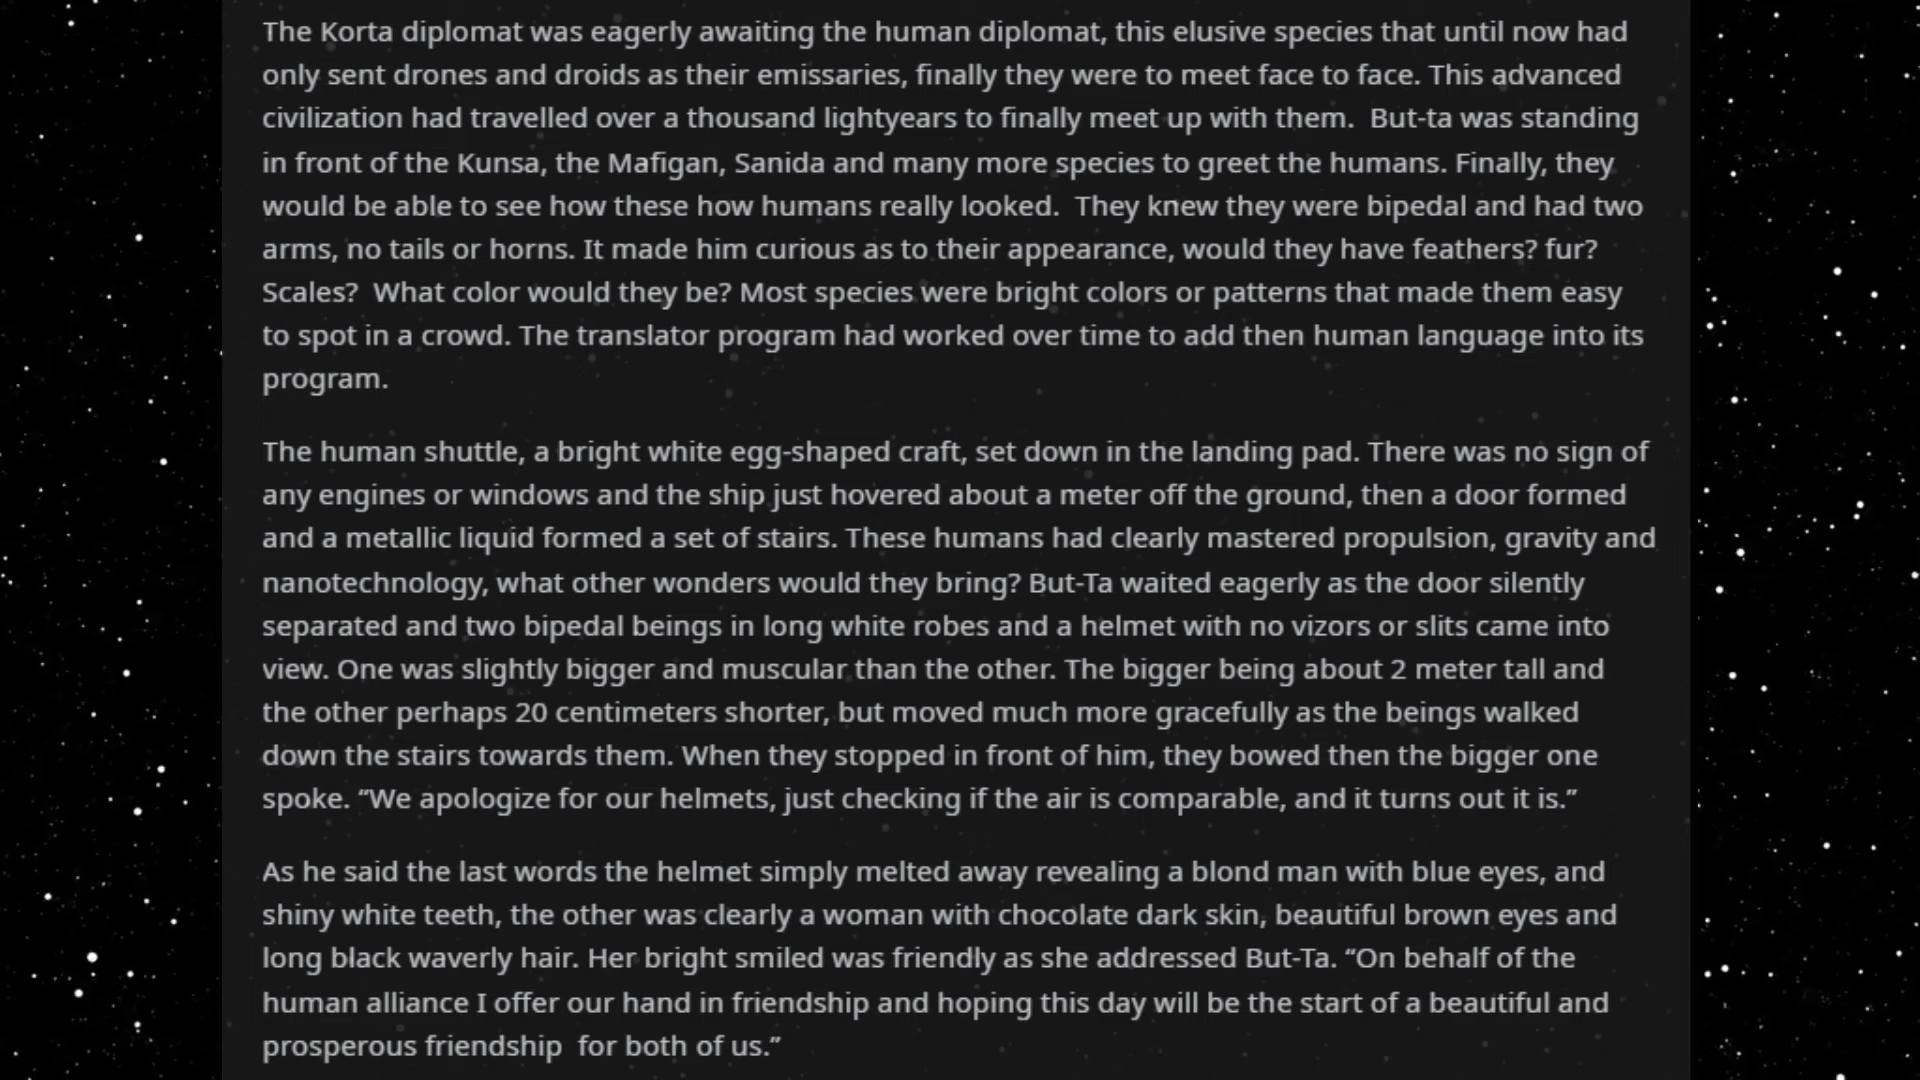 The Korta diplomat was eagerly awaiting the human diplomat, this elusive species that until now had
only sent drones and droids as their emissaries, finally they were to meet face to face. This advanced
civilization had travelled over a thousand lightyears to finally meet up with them.  But-ta was standing
in front of the Kunsa, the Mafigan, Sanida and many more species to greet the humans. Finally, they
would be able to see how these how humans really looked.  They knew they were bipedal and had two
arms, no tails or horns. It made him curious as to their appearance, would they have feathers? fur?
Scales?  What color would they be? Most species were bright colors or patterns that made them easy
to spot in a crowd. The translator program had worked over time to add then human language into its
program.
The human shuttle, a bright white egg-shaped craft, set down in the landing pad. There was no sign of
any engines or windows and the ship just hovered about a meter off the ground, then a door formed
and a metallic liquid formed a set of stairs. These humans had clearly mastered propulsion, gravity and
nanotechnology, what other wonders would they bring? But-Ta waited eagerly as the door silently
separated and two bipedal beings in long white robes and a helmet with no vizors or slits came into
view. One was slightly bigger and muscular than the other. The bigger being about 2 meter tall and
the other perhaps 20 centimeters shorter, but moved much more gracefully as the beings walked
down the stairs towards them. When they stopped in front of him, they bowed then the bigger one
spoke. “We apologize for our helmets, just checking if the air is comparable, and it turns out it is.”
As he said the last words the helmet simply melted away revealing a blond man with blue eyes, and
shiny white teeth, the other was clearly a woman with chocolate dark skin, beautiful brown eyes and
long black waverly hair. Her bright smiled was friendly as she addressed But-Ta. “On behalf of the
human alliance I offer our hand in friendship and hoping this day will be the start of a beautiful and
prosperous friendship  for both of us.”